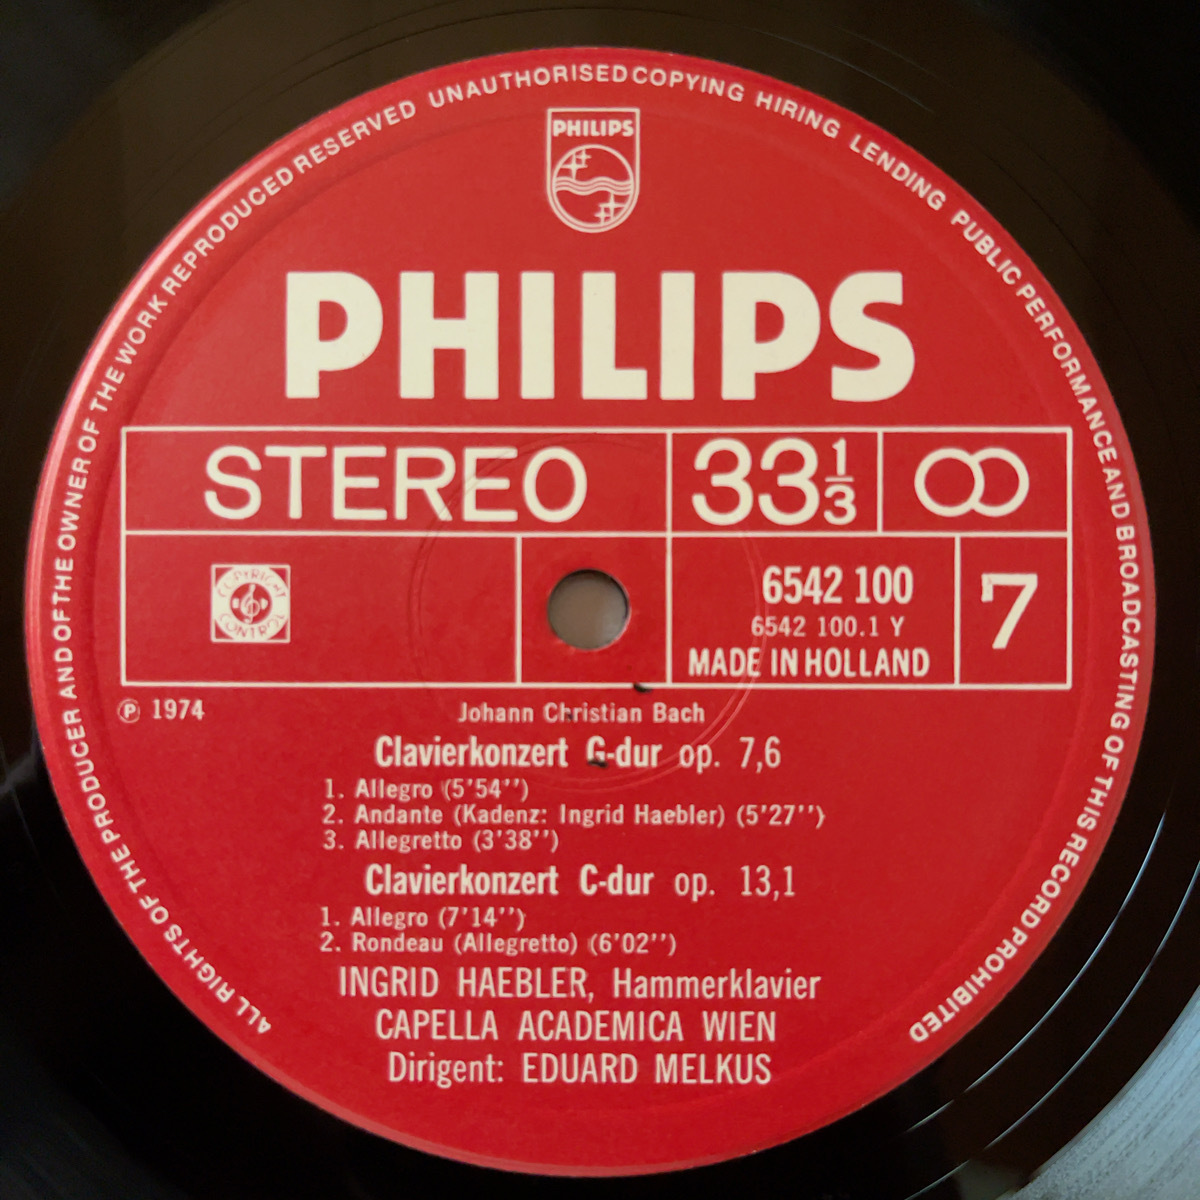 ALL RIGHTS OF THE PRODUCER AND OF THE OWNER OF THE WORK REPRODUCED RESERVED UNAUTHORISED COPYING HIRING LENDING PUBLIC PERFORMANCE AND BROADCASTING OF THIS RECORD PROHIBITED
PHILIPS
PHILIPS
STEREO 33 1/3
COPYRIGHT CONTROL
6542 100 7
6542 100.1 Y
MADE IN HOLLAND
Ⓟ 1974
Johann Christian Bach
Clavierkonzert G-dur op. 7,6
1. Allegro (5'54'')
2. Andante (Kadenz: Ingrid Haebler) (5'27'')
3. Allegretto (3'38'')
Clavierkonzert C-dur op. 13,1
1. Allegro (7'14'')
2. Rondeau (Allegretto) (6'02'')
INGRID HAEBLER, Hammerklavier
CAPELLA ACADEMICA WIEN
Dirigent: EDUARD MELKUS